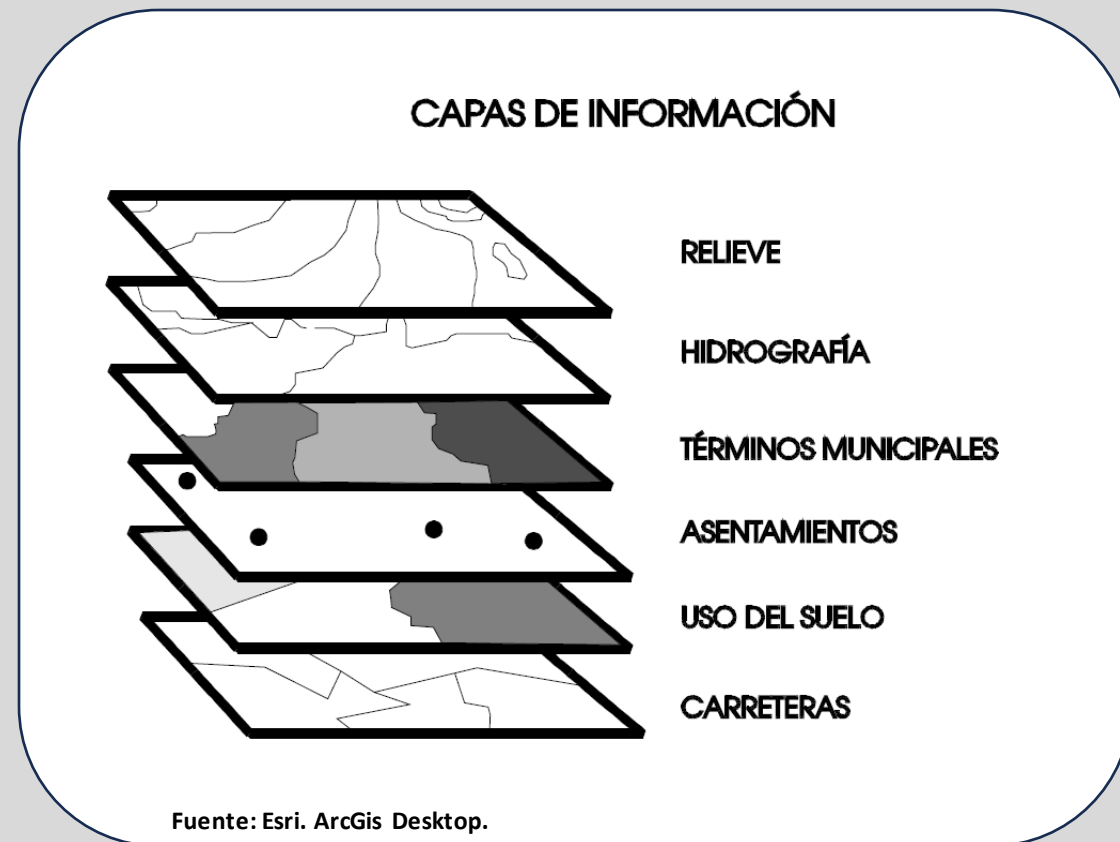 CAPAS DE INFORMACIÓN
RELIEVE
HIDROGRAFÍA
TÉRMINOS MUNICIPALES
ASENTAMIENTOS
USO DEL SUELO
CARRETERAS
Fuente: Esri. ArcGis Desktop.